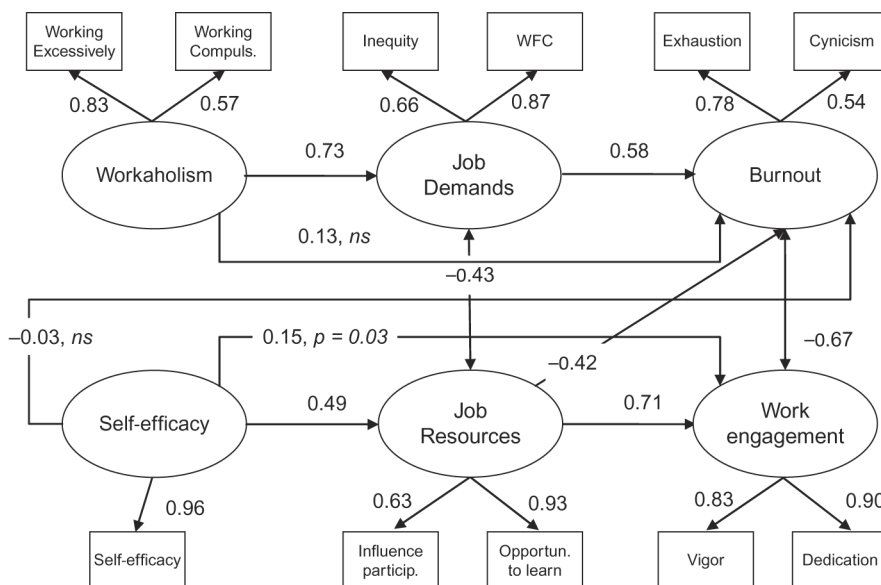 Working
Excessively
Working
Compuls.
Inequity
WFC
Exhaustion
Cynicism
0.83
0.57
0.66
0.87
0.78
0.54
Workaholism
0.73
Job
Demands
0.58
Burnout
0.13, ns
−0.43
−0.03, ns
0.15, p = 0.03
−0.42
−0.67
Self-efficacy
0.49
Job
Resources
0.71
Work
engagement
0.96
0.63
0.93
0.83
0.90
Self-efficacy
Influence
particip.
Opportun.
to learn
Vigor
Dedication